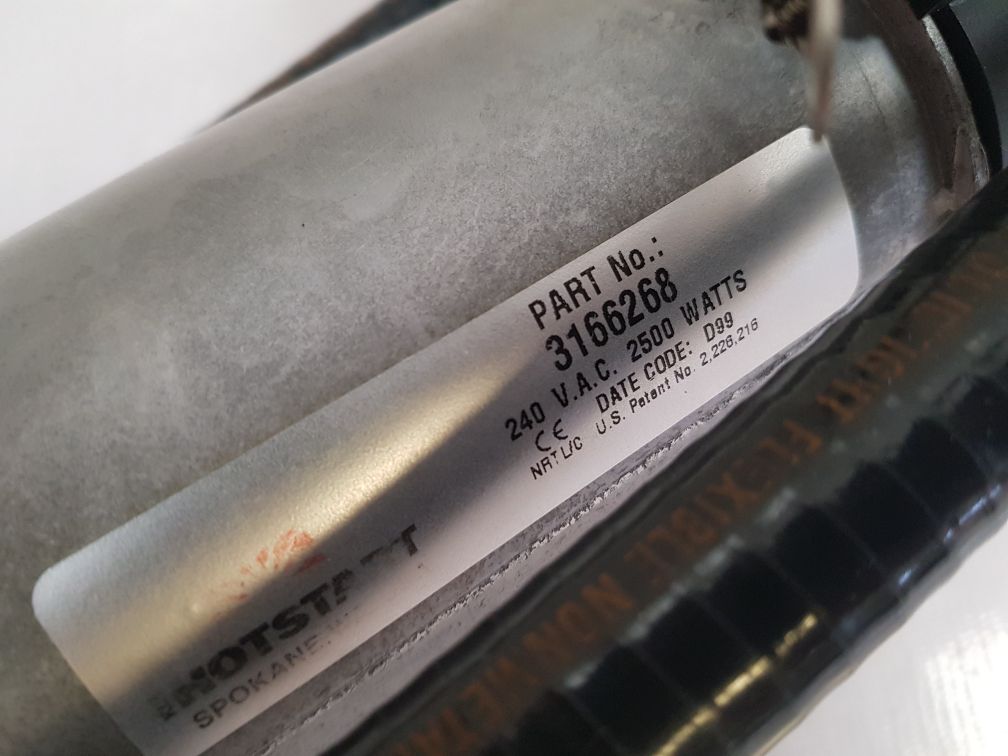 PART No.:
3166268
240 V.A.C. 2500 WATTS
CE DATE CODE: D99
NRTL/C U.S. Patent No. 2,226,216
HOTSTART
SPOKANE
FLEXIBLE NON